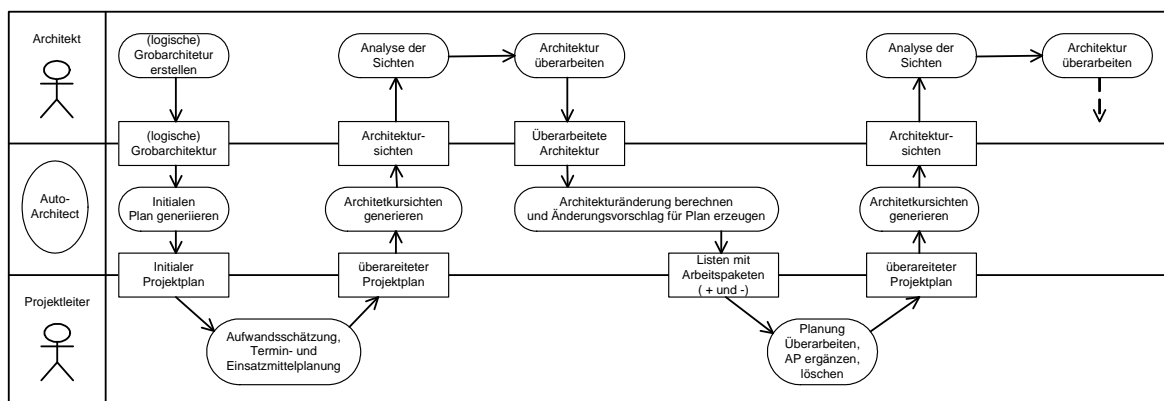 Architekt
(logische)
Grobarchitetur
erstellen
Analyse der
Sichten
Architektur
überarbeiten
Analyse der
Sichten
Architektur
überarbeiten
(logische)
Grobarchitektur
Architektur-
sichten
Überarbeitete
Architektur
Architektur-
sichten
Auto-
Architect
Initialen
Plan generiieren
Architetkursichten
generieren
Architekturänderung berechnen
und Änderungsvorschlag für Plan erzeugen
Architetkursichten
generieren
Initialer
Projektplan
überareiteter
Projektplan
Listen mit
Arbeitspaketen
( + und -)
überareiteter
Projektplan
Projektleiter
Aufwandsschätzung,
Termin- und
Einsatzmittelplanung
Planung
Überarbeiten,
AP ergänzen,
löschen